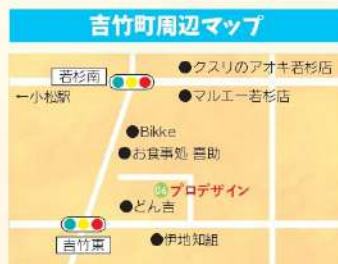 吉竹町周辺マップ
●クスリのアオキ若杉店
若杉南
←小松駅
●マルエー若杉店
●Bikke
●お食事処 喜助
06 プロデザイン
●どん吉
吉竹東
●伊地知組